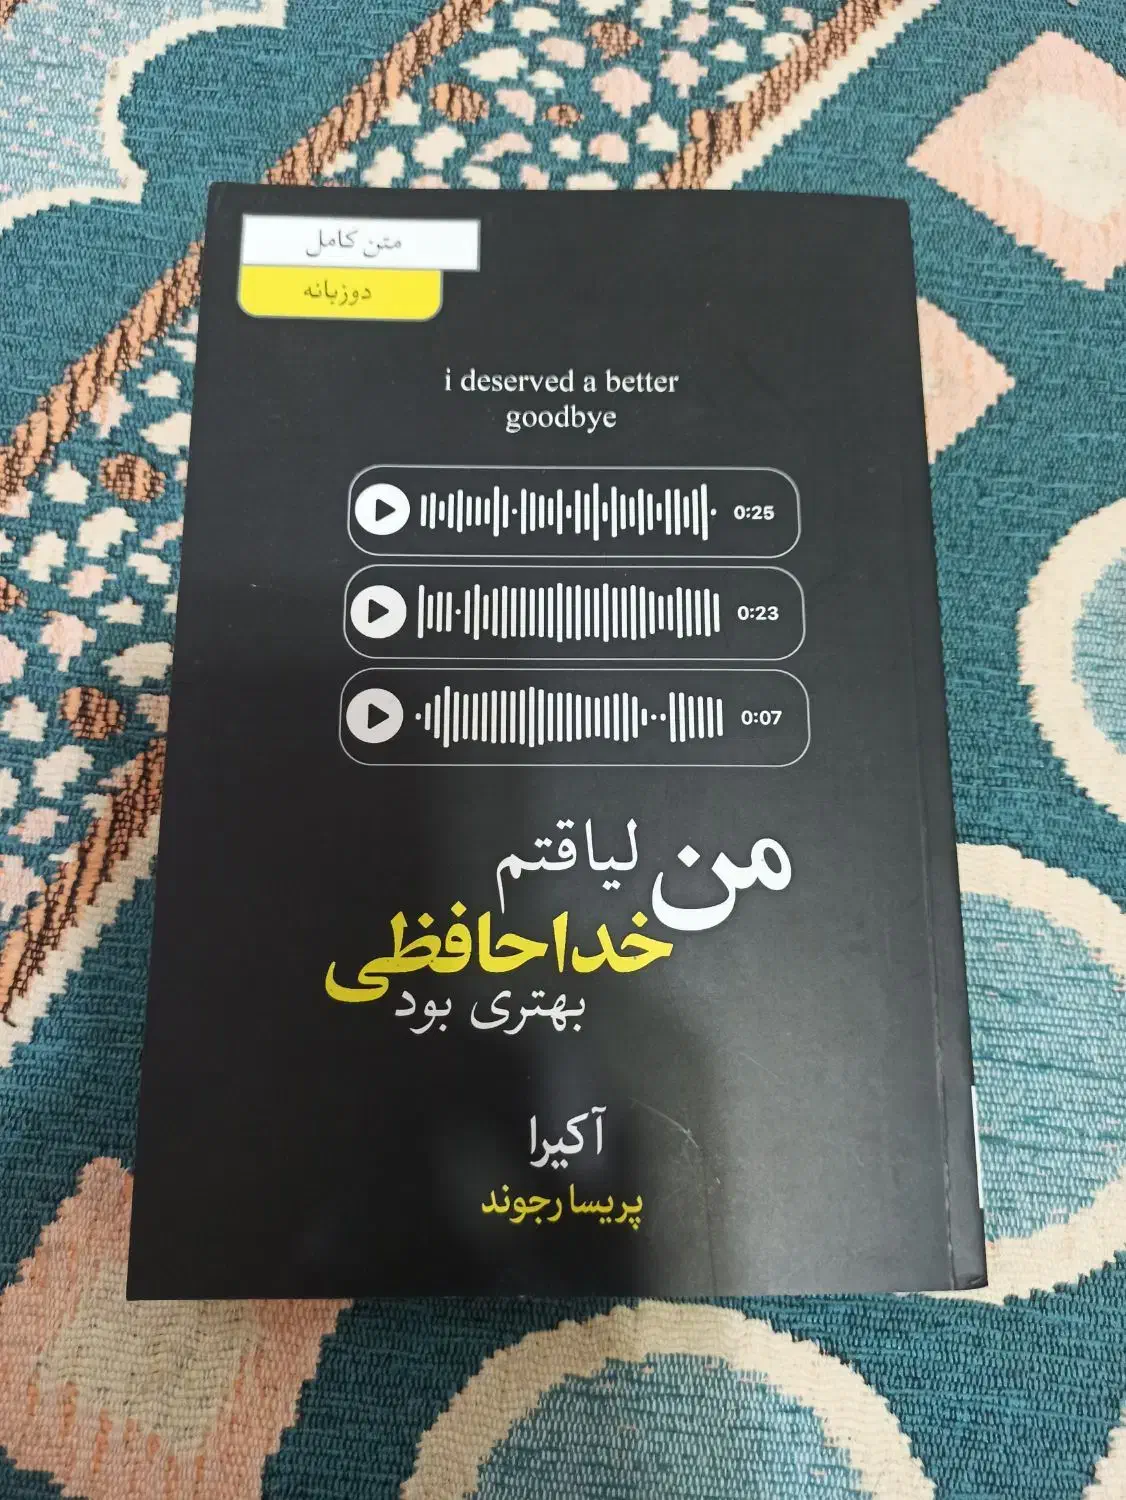 متن کامل
دوزبانه
i deserved a better
goodbye
0:25
0:23
0:07
من لیاقتم
خداحافظی
بهتری بود
آکیرا
پریسا رجوند